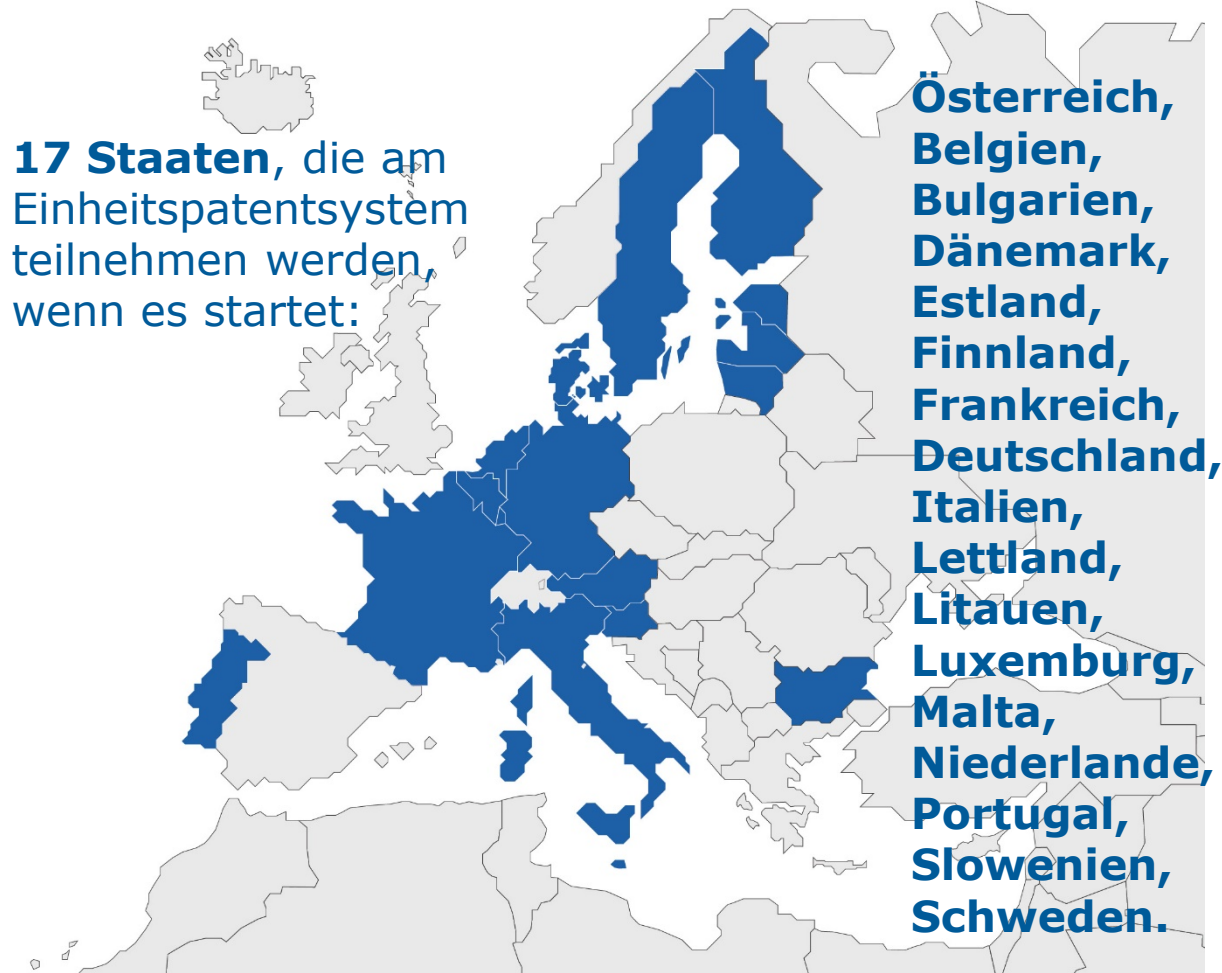 17 Staaten, die am
Einheitspatentsystem
teilnehmen werden,
wenn es startet:
Österreich,
Belgien,
Bulgarien,
Dänemark,
Estland,
Finnland,
Frankreich,
Deutschland,
Italien,
Lettland,
Litauen,
Luxemburg,
Malta,
Niederlande,
Portugal,
Slowenien,
Schweden.